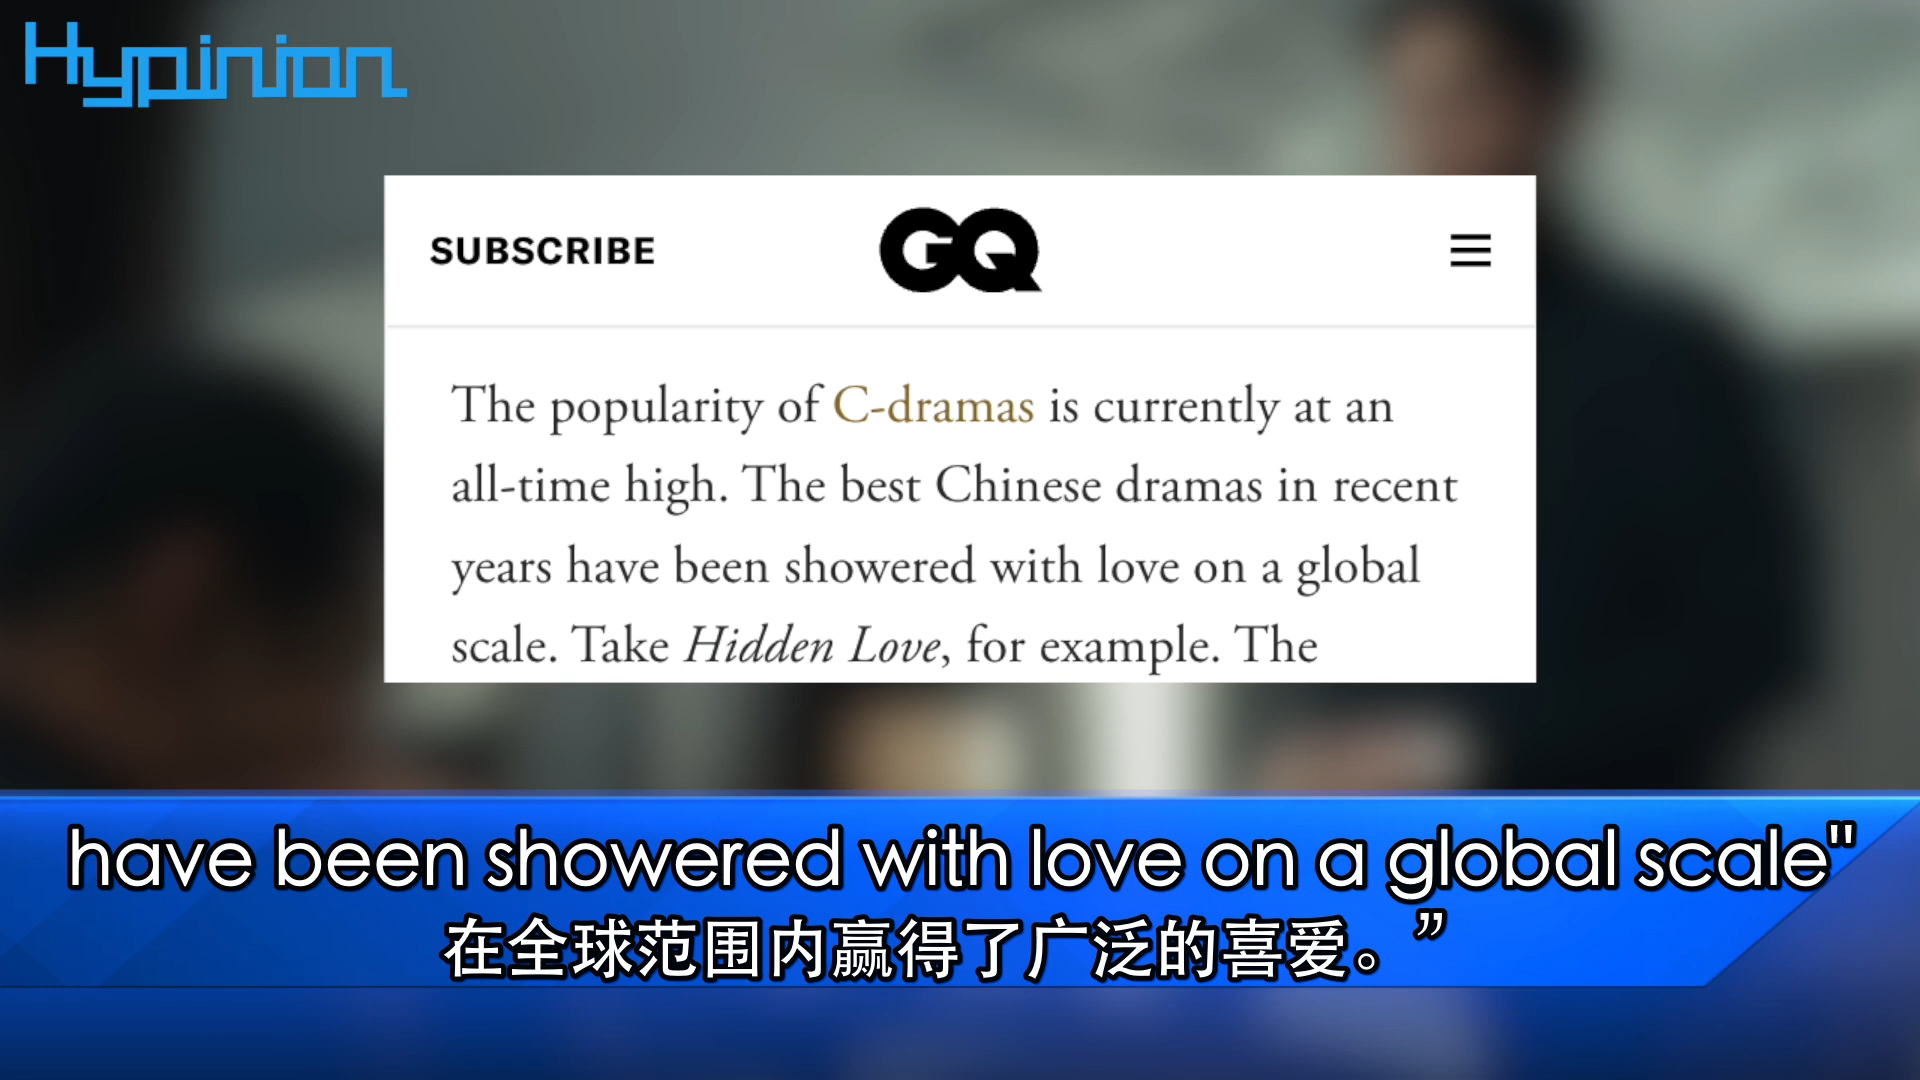 Hypinion
SUBSCRIBE
GQ
The popularity of C-dramas is currently at an
all-time high. The best Chinese dramas in recent
years have been showered with love on a global
scale. Take Hidden Love, for example. The
have been showered with love on a global scale"
在全球范围内赢得了广泛的喜爱。”